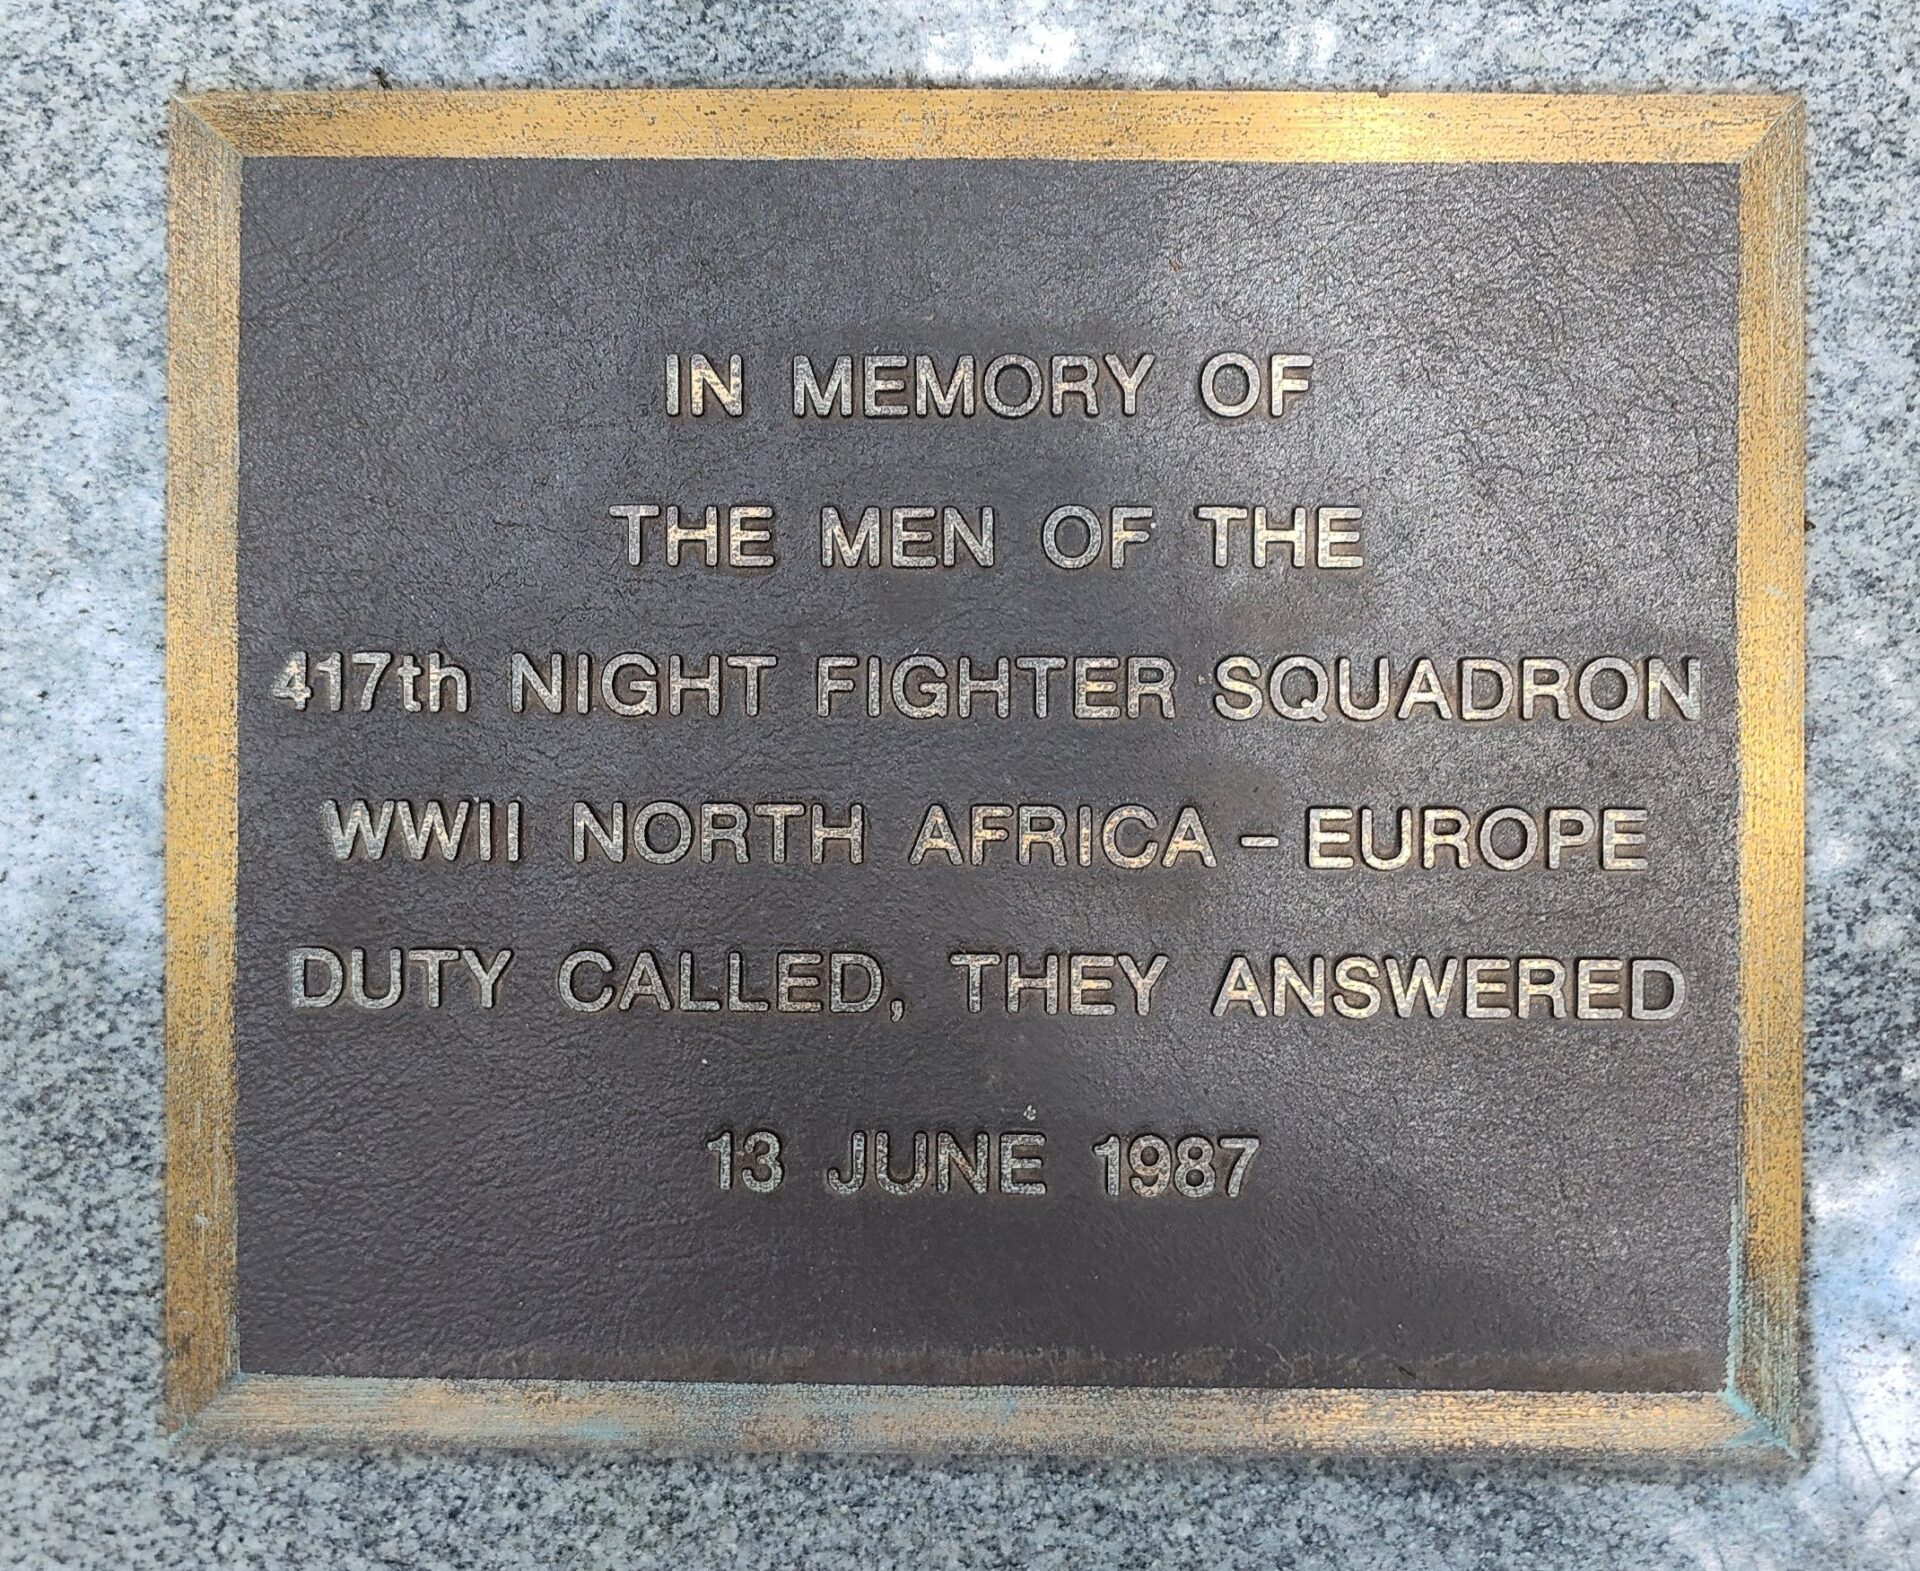 IN MEMORY OF
THE MEN OF THE
417th NIGHT FIGHTER SQUADRON
WWII NORTH AFRICA – EUROPE
DUTY CALLED, THEY ANSWERED
13 JUNE 1987